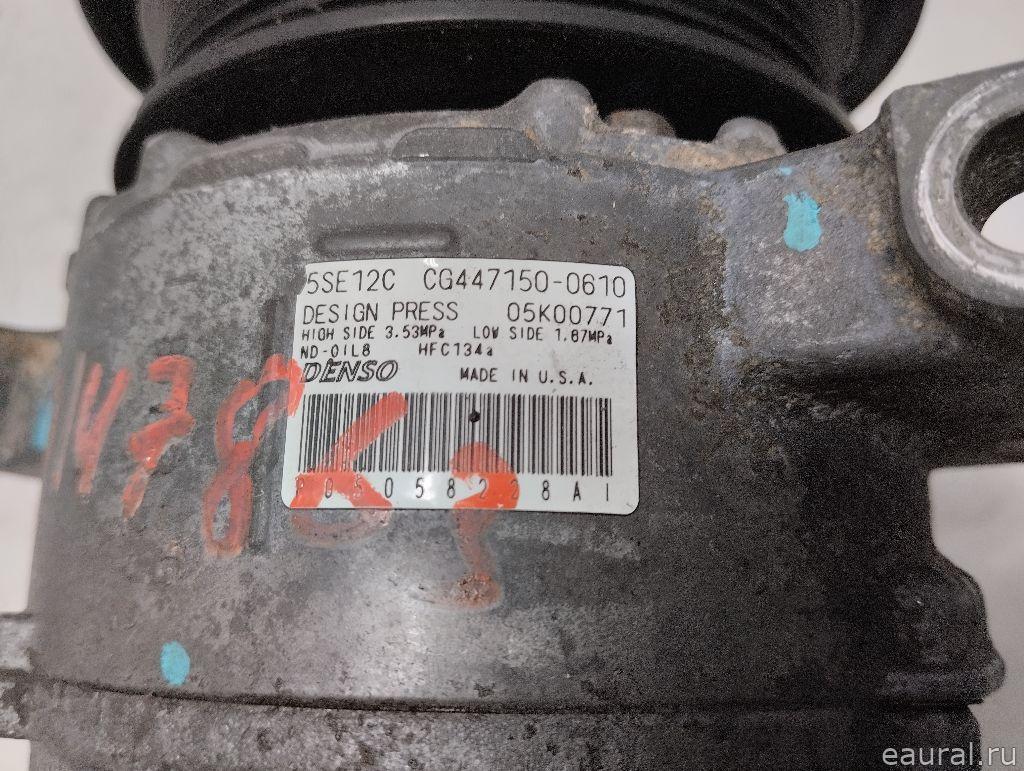 5SE12C CG447150-0610
DESIGN PRESS 05K00771
HIGH SIDE 3.53MPa LOW SIDE 1.67MPa
ND-OIL8 HFC134a
DENSO MADE IN U.S.A.
eaural.ru